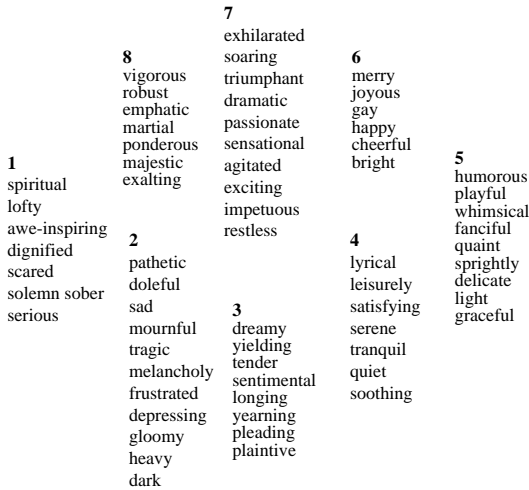 7
exhilarated
soaring
triumphant
dramatic
passionate
sensational
agitated
exciting
impetuous
restless
8
vigorous
robust
emphatic
martial
ponderous
majestic
exalting
6
merry
joyous
gay
happy
cheerful
bright
1
spiritual
lofty
awe-inspiring
dignified
scared
solemn sober
serious
5
humorous
playful
whimsical
fanciful
quaint
sprightly
delicate
light
graceful
2
pathetic
doleful
sad
mournful
tragic
melancholy
frustrated
depressing
gloomy
heavy
dark
4
lyrical
leisurely
satisfying
serene
tranquil
quiet
soothing
3
dreamy
yielding
tender
sentimental
longing
yearning
pleading
plaintive